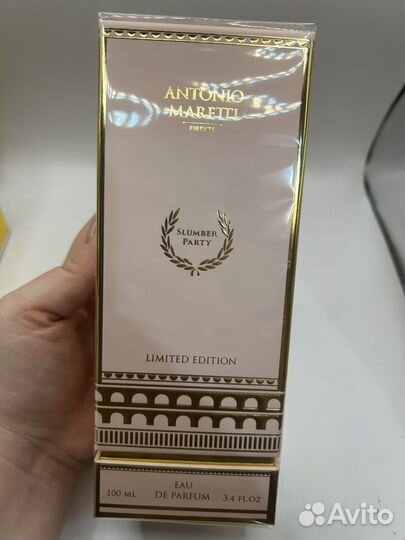 ANTONIO
MARETTI
FIRENZE
SLUMBER
PARTY
LIMITED EDITION
EAU
100 ML DE PARFUM 3.4 FL.OZ
Avito